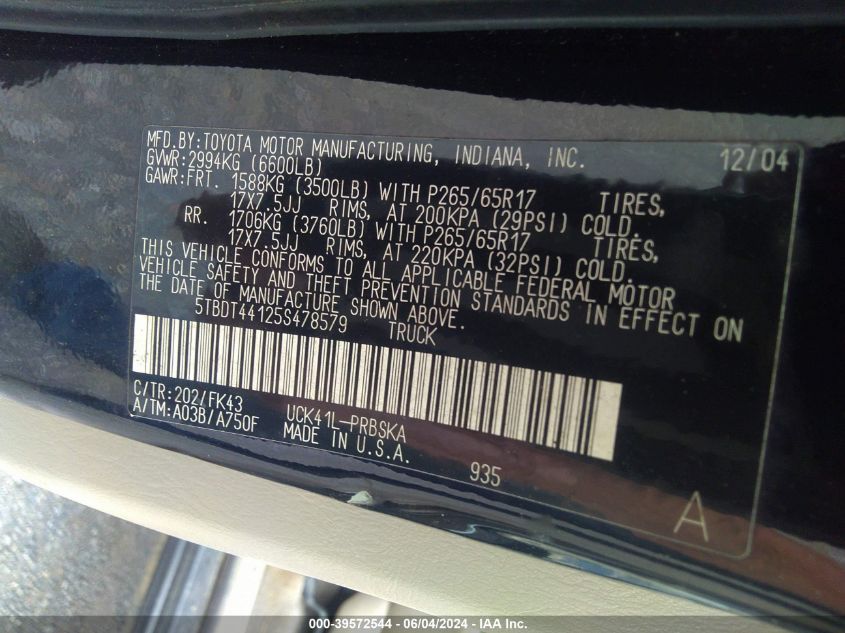 MFD.BY:TOYOTA MOTOR MANUFACTURING, INDIANA, INC. 12/04
GVWR:2994KG (6600LB)
GAWR:FRT. 1588KG (3500LB) WITH P265/65R17 TIRES,
17X7.5JJ RIMS, AT 200KPA (29PSI) COLD.
RR. 1706KG (3760LB) WITH P265/65R17 TIRES,
17X7.5JJ RIMS, AT 220KPA (32PSI) COLD.
THIS VEHICLE CONFORMS TO ALL APPLICABLE FEDERAL MOTOR
VEHICLE SAFETY AND THEFT PREVENTION STANDARDS IN EFFECT ON
THE DATE OF MANUFACTURE SHOWN ABOVE.
5TBDT44125S478579 TRUCK
C/TR:202/FK43
A/TM:A03B/A750F UCK41L-PRBSKA
MADE IN U.S.A.
935
A
000-39572544 - 06/04/2024 - IAA Inc.